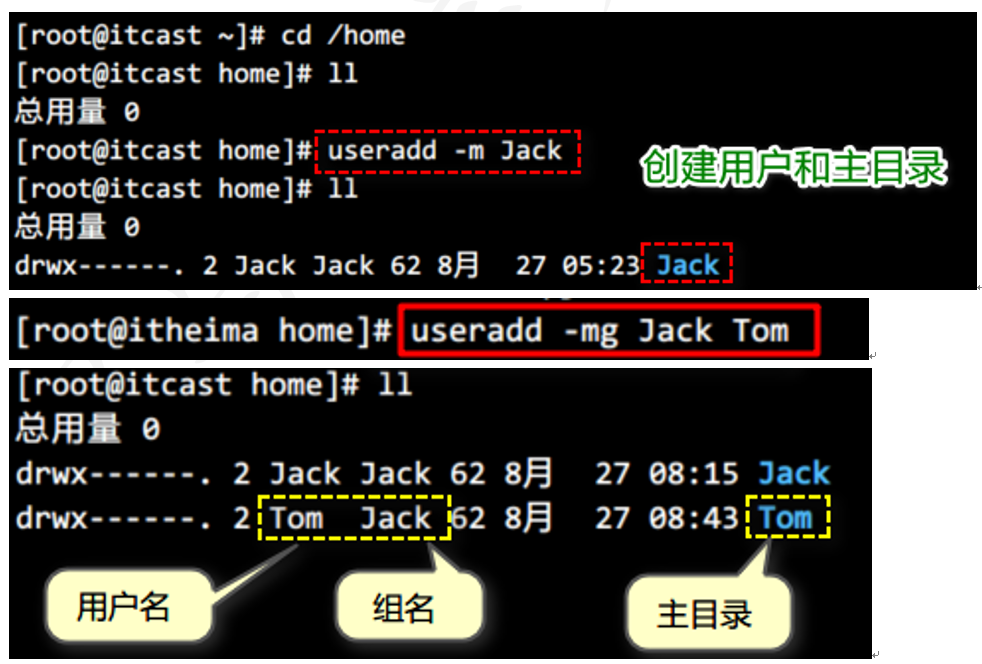 [root@itcast ~]# cd /home
[root@itcast home]# ll
总用量 0
[root@itcast home]# useradd -m Jack
创建用户和主目录
[root@itcast home]# ll
总用量 0
drwx------. 2 Jack Jack 62 8月  27 05:23 Jack
[root@itheima home]# useradd -mg Jack Tom
[root@itcast home]# ll
总用量 0
drwx------. 2 Jack Jack 62 8月  27 08:15 Jack
drwx------. 2 Tom  Jack 62 8月  27 08:43 Tom
用户名 组名 主目录